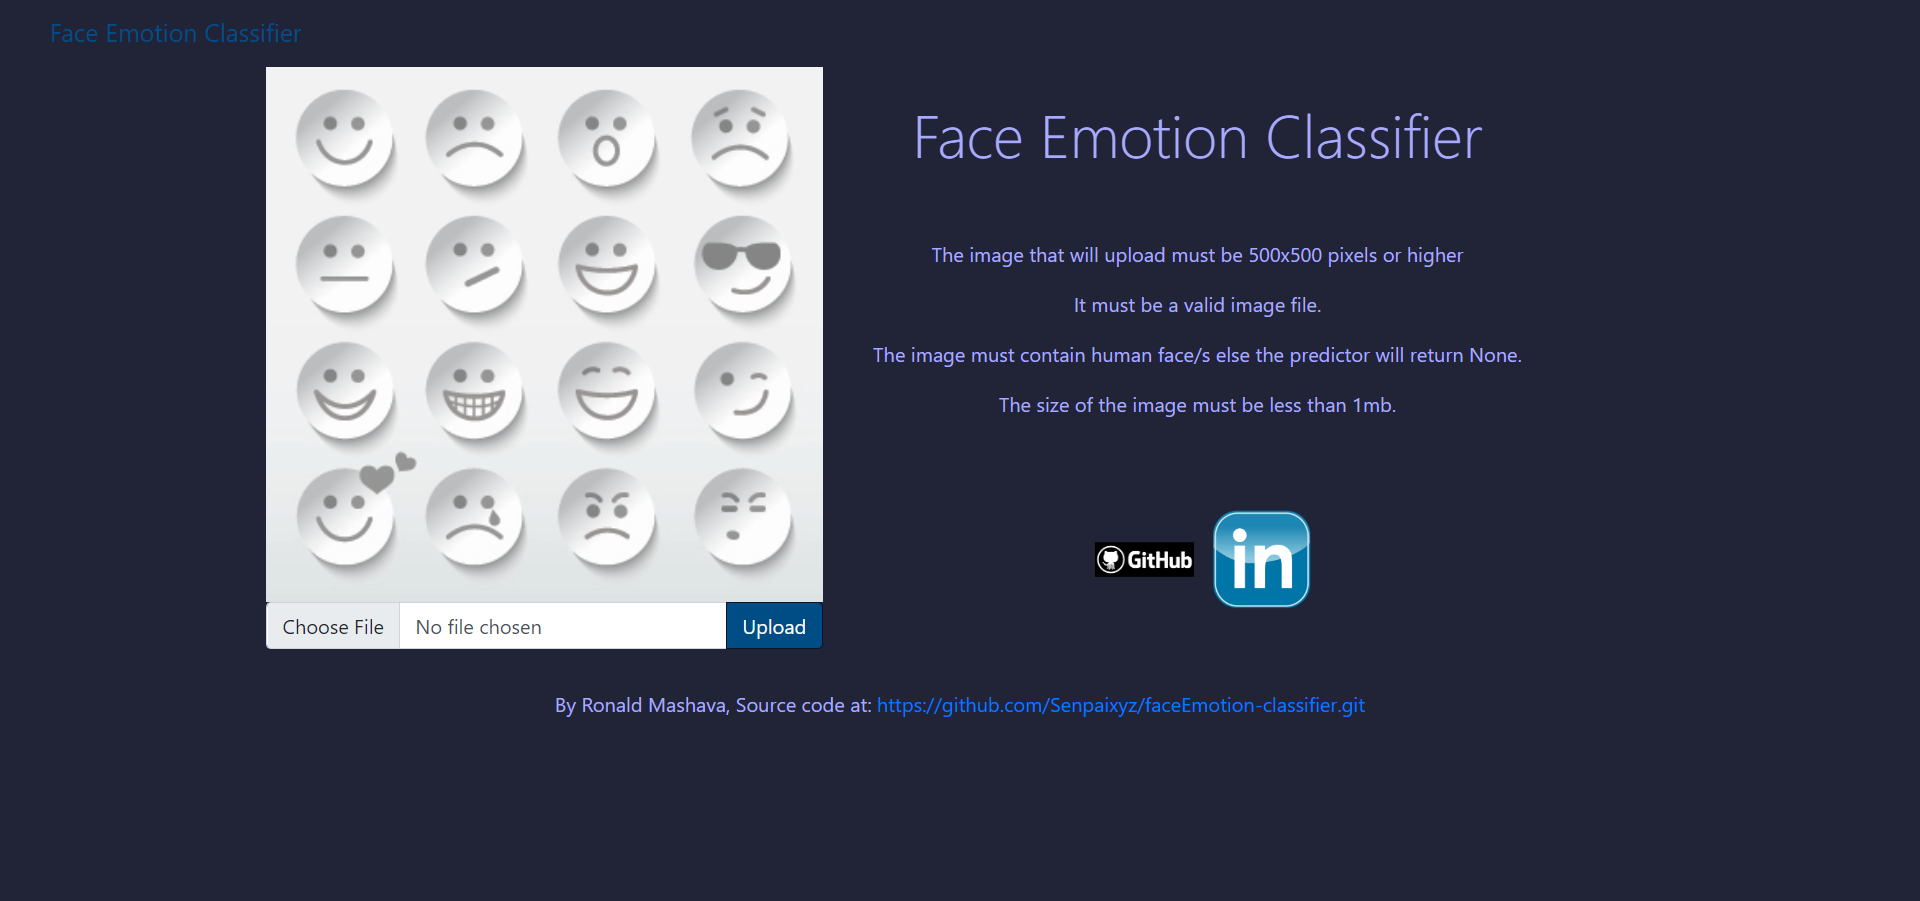 Face Emotion Classifier
Face Emotion Classifier
The image that will upload must be 500x500 pixels or higher
It must be a valid image file.
The image must contain human face/s else the predictor will return None.
The size of the image must be less than 1mb.
GitHub
in
Choose File No file chosen Upload
By Ronald Mashava, Source code at: https://github.com/Senpaixyz/faceEmotion-classifier.git